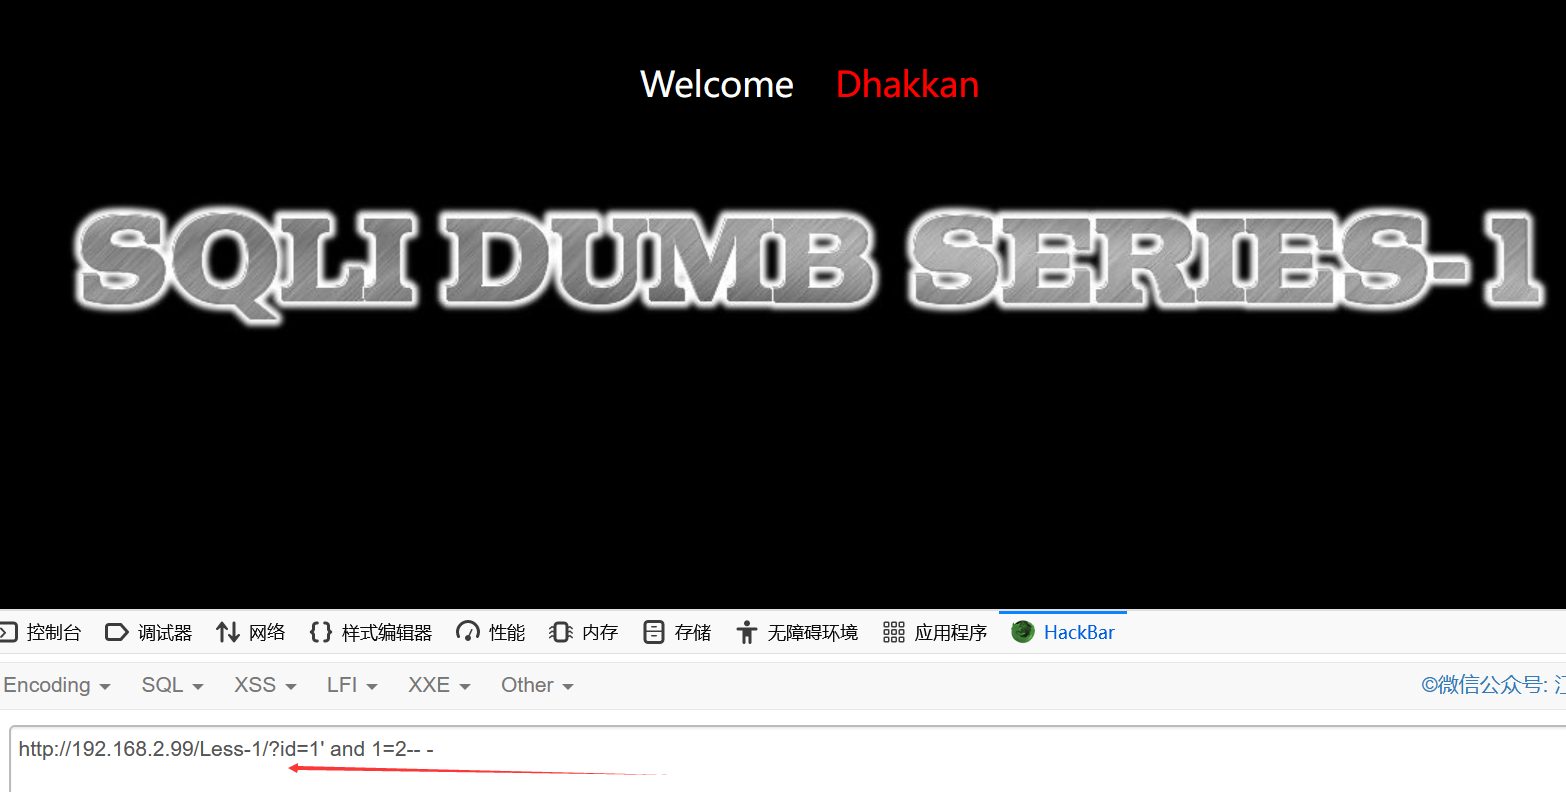 Welcome Dhakkan
SQLI DUMB SERIES-1
控制台 调试器 网络 样式编辑器 性能 内存 存储 无障碍环境 应用程序 HackBar
Encoding SQL XSS LFI XXE Other ©微信公众号: 江
http://192.168.2.99/Less-1/?id=1' and 1=2-- -